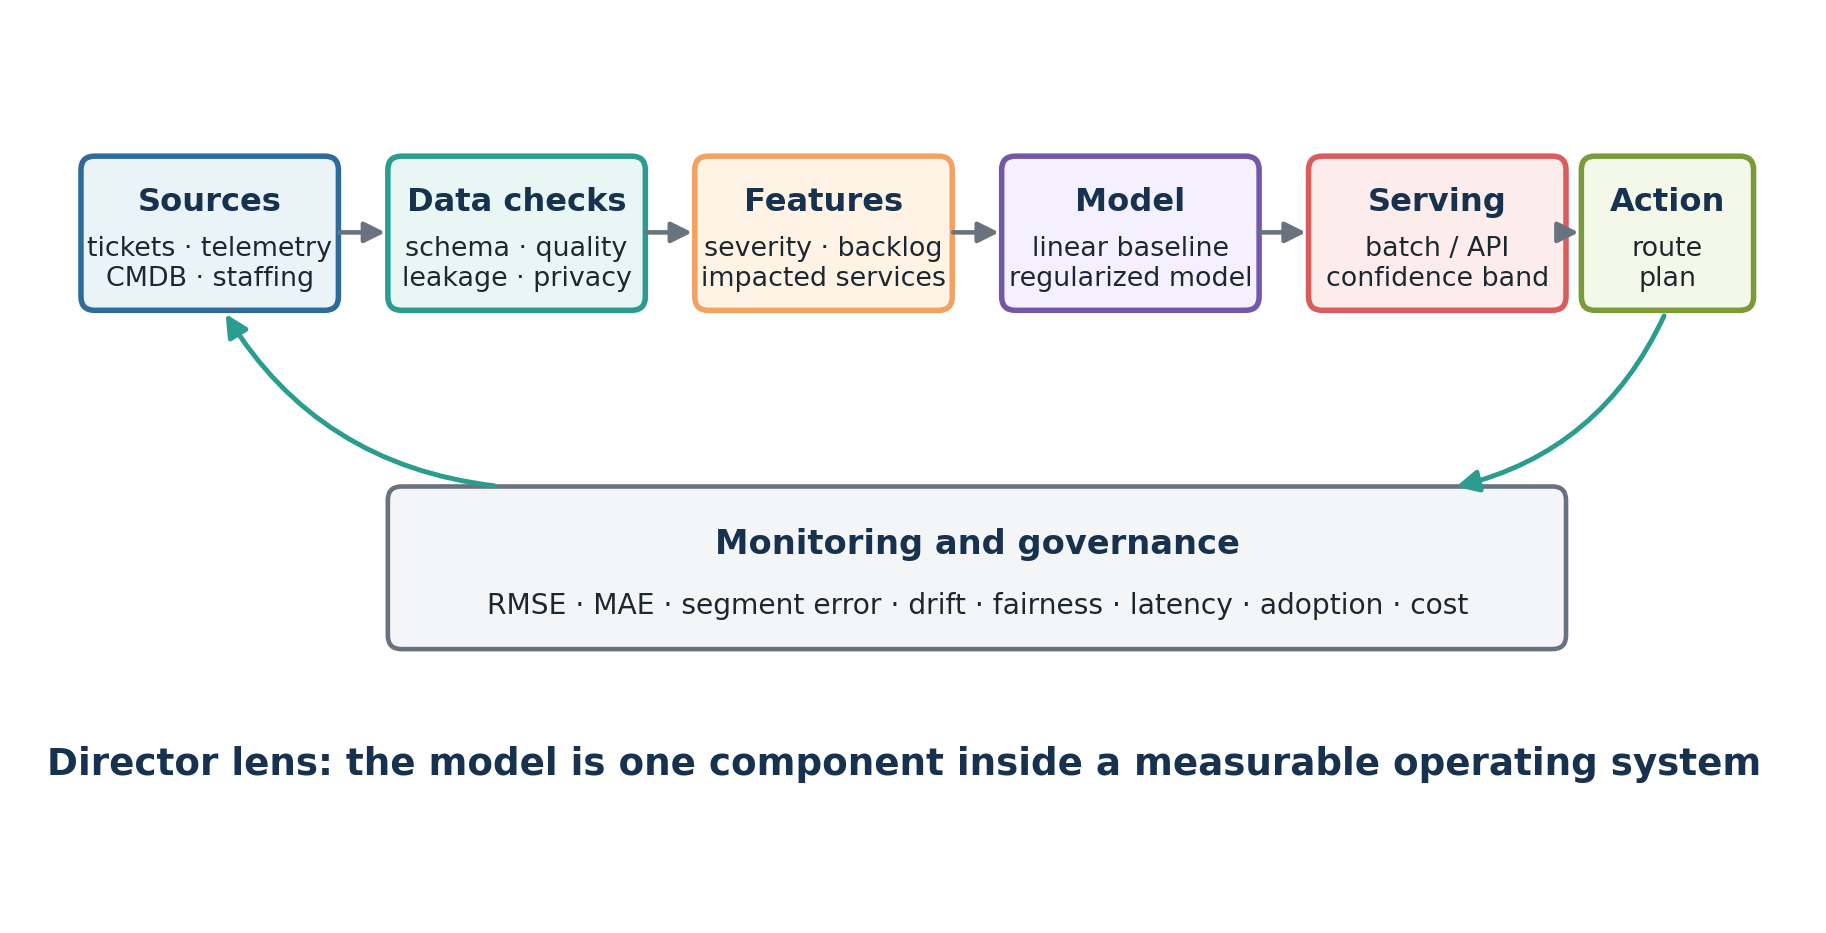 Sources
tickets · telemetry
CMDB · staffing
Data checks
schema · quality
leakage · privacy
Features
severity · backlog
impacted services
Model
linear baseline
regularized model
Serving
batch / API
confidence band
Action
route
plan
Monitoring and governance
RMSE · MAE · segment error · drift · fairness · latency · adoption · cost
Director lens: the model is one component inside a measurable operating system